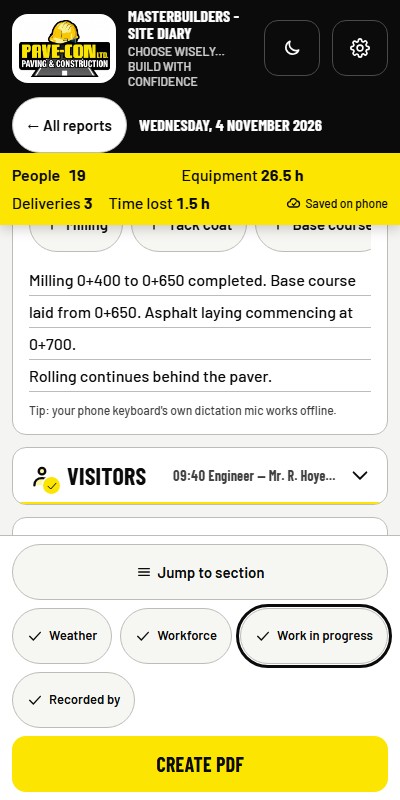 PAVE-CON LTD.
PAVING & CONSTRUCTION
MASTERBUILDERS –
SITE DIARY
CHOOSE WISELY...
BUILD WITH
CONFIDENCE
← All reports
WEDNESDAY, 4 NOVEMBER 2026
People 19
Equipment 26.5 h
Deliveries 3
Time lost 1.5 h
Saved on phone
Milling
Tack coat
Base course
Milling 0+400 to 0+650 completed. Base course
laid from 0+650. Asphalt laying commencing at
0+700.
Rolling continues behind the paver.
Tip: your phone keyboard's own dictation mic works offline.
VISITORS
09:40 Engineer — Mr. R. Hoye...
Jump to section
Weather
Workforce
Work in progress
Recorded by
CREATE PDF